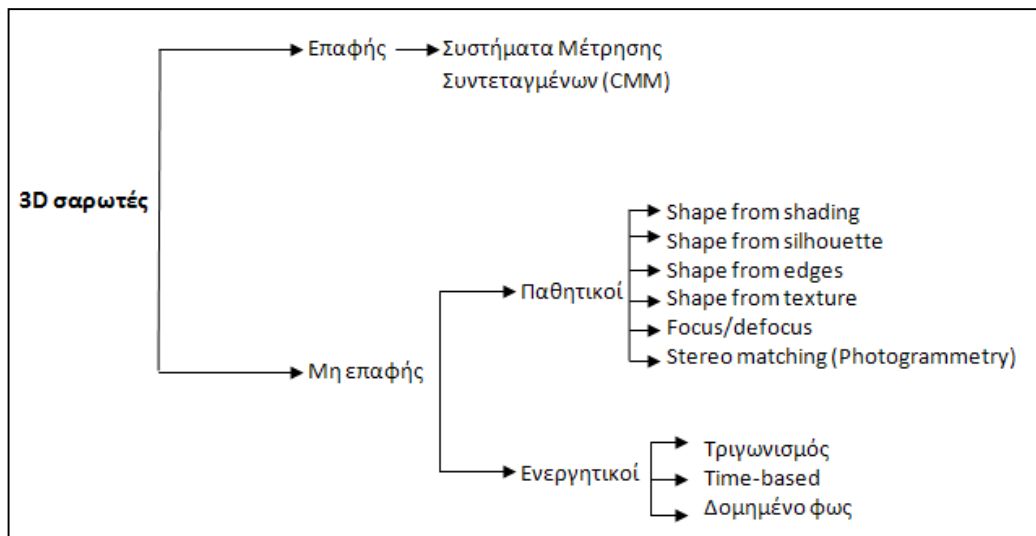 3D σαρωτές
Επαφής
Συστήματα Μέτρησης
Συντεταγμένων (CMM)
Μη επαφής
Παθητικοί
Shape from shading
Shape from silhouette
Shape from edges
Shape from texture
Focus/defocus
Stereo matching (Photogrammetry)
Ενεργητικοί
Τριγωνισμός
Time-based
Δομημένο φως